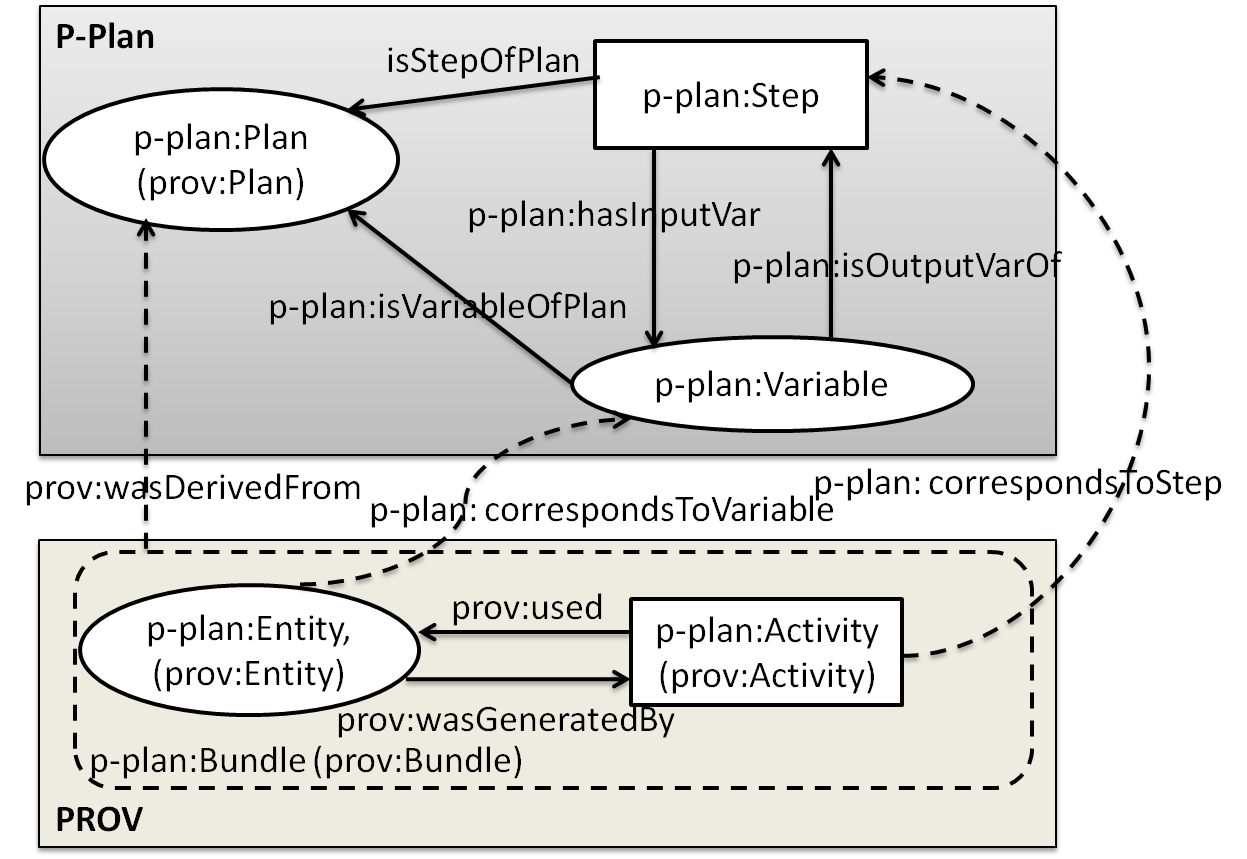 P-Plan
isStepOfPlan
p-plan:Step
p-plan:Plan
(prov:Plan)
p-plan:hasInputVar
p-plan:isOutputVarOf
p-plan:isVariableOfPlan
p-plan:Variable
prov:wasDerivedFrom
p-plan: correspondsToVariable
p-plan: correspondsToStep
p-plan:Entity,
(prov:Entity)
prov:used
p-plan:Activity
(prov:Activity)
prov:wasGeneratedBy
p-plan:Bundle (prov:Bundle)
PROV